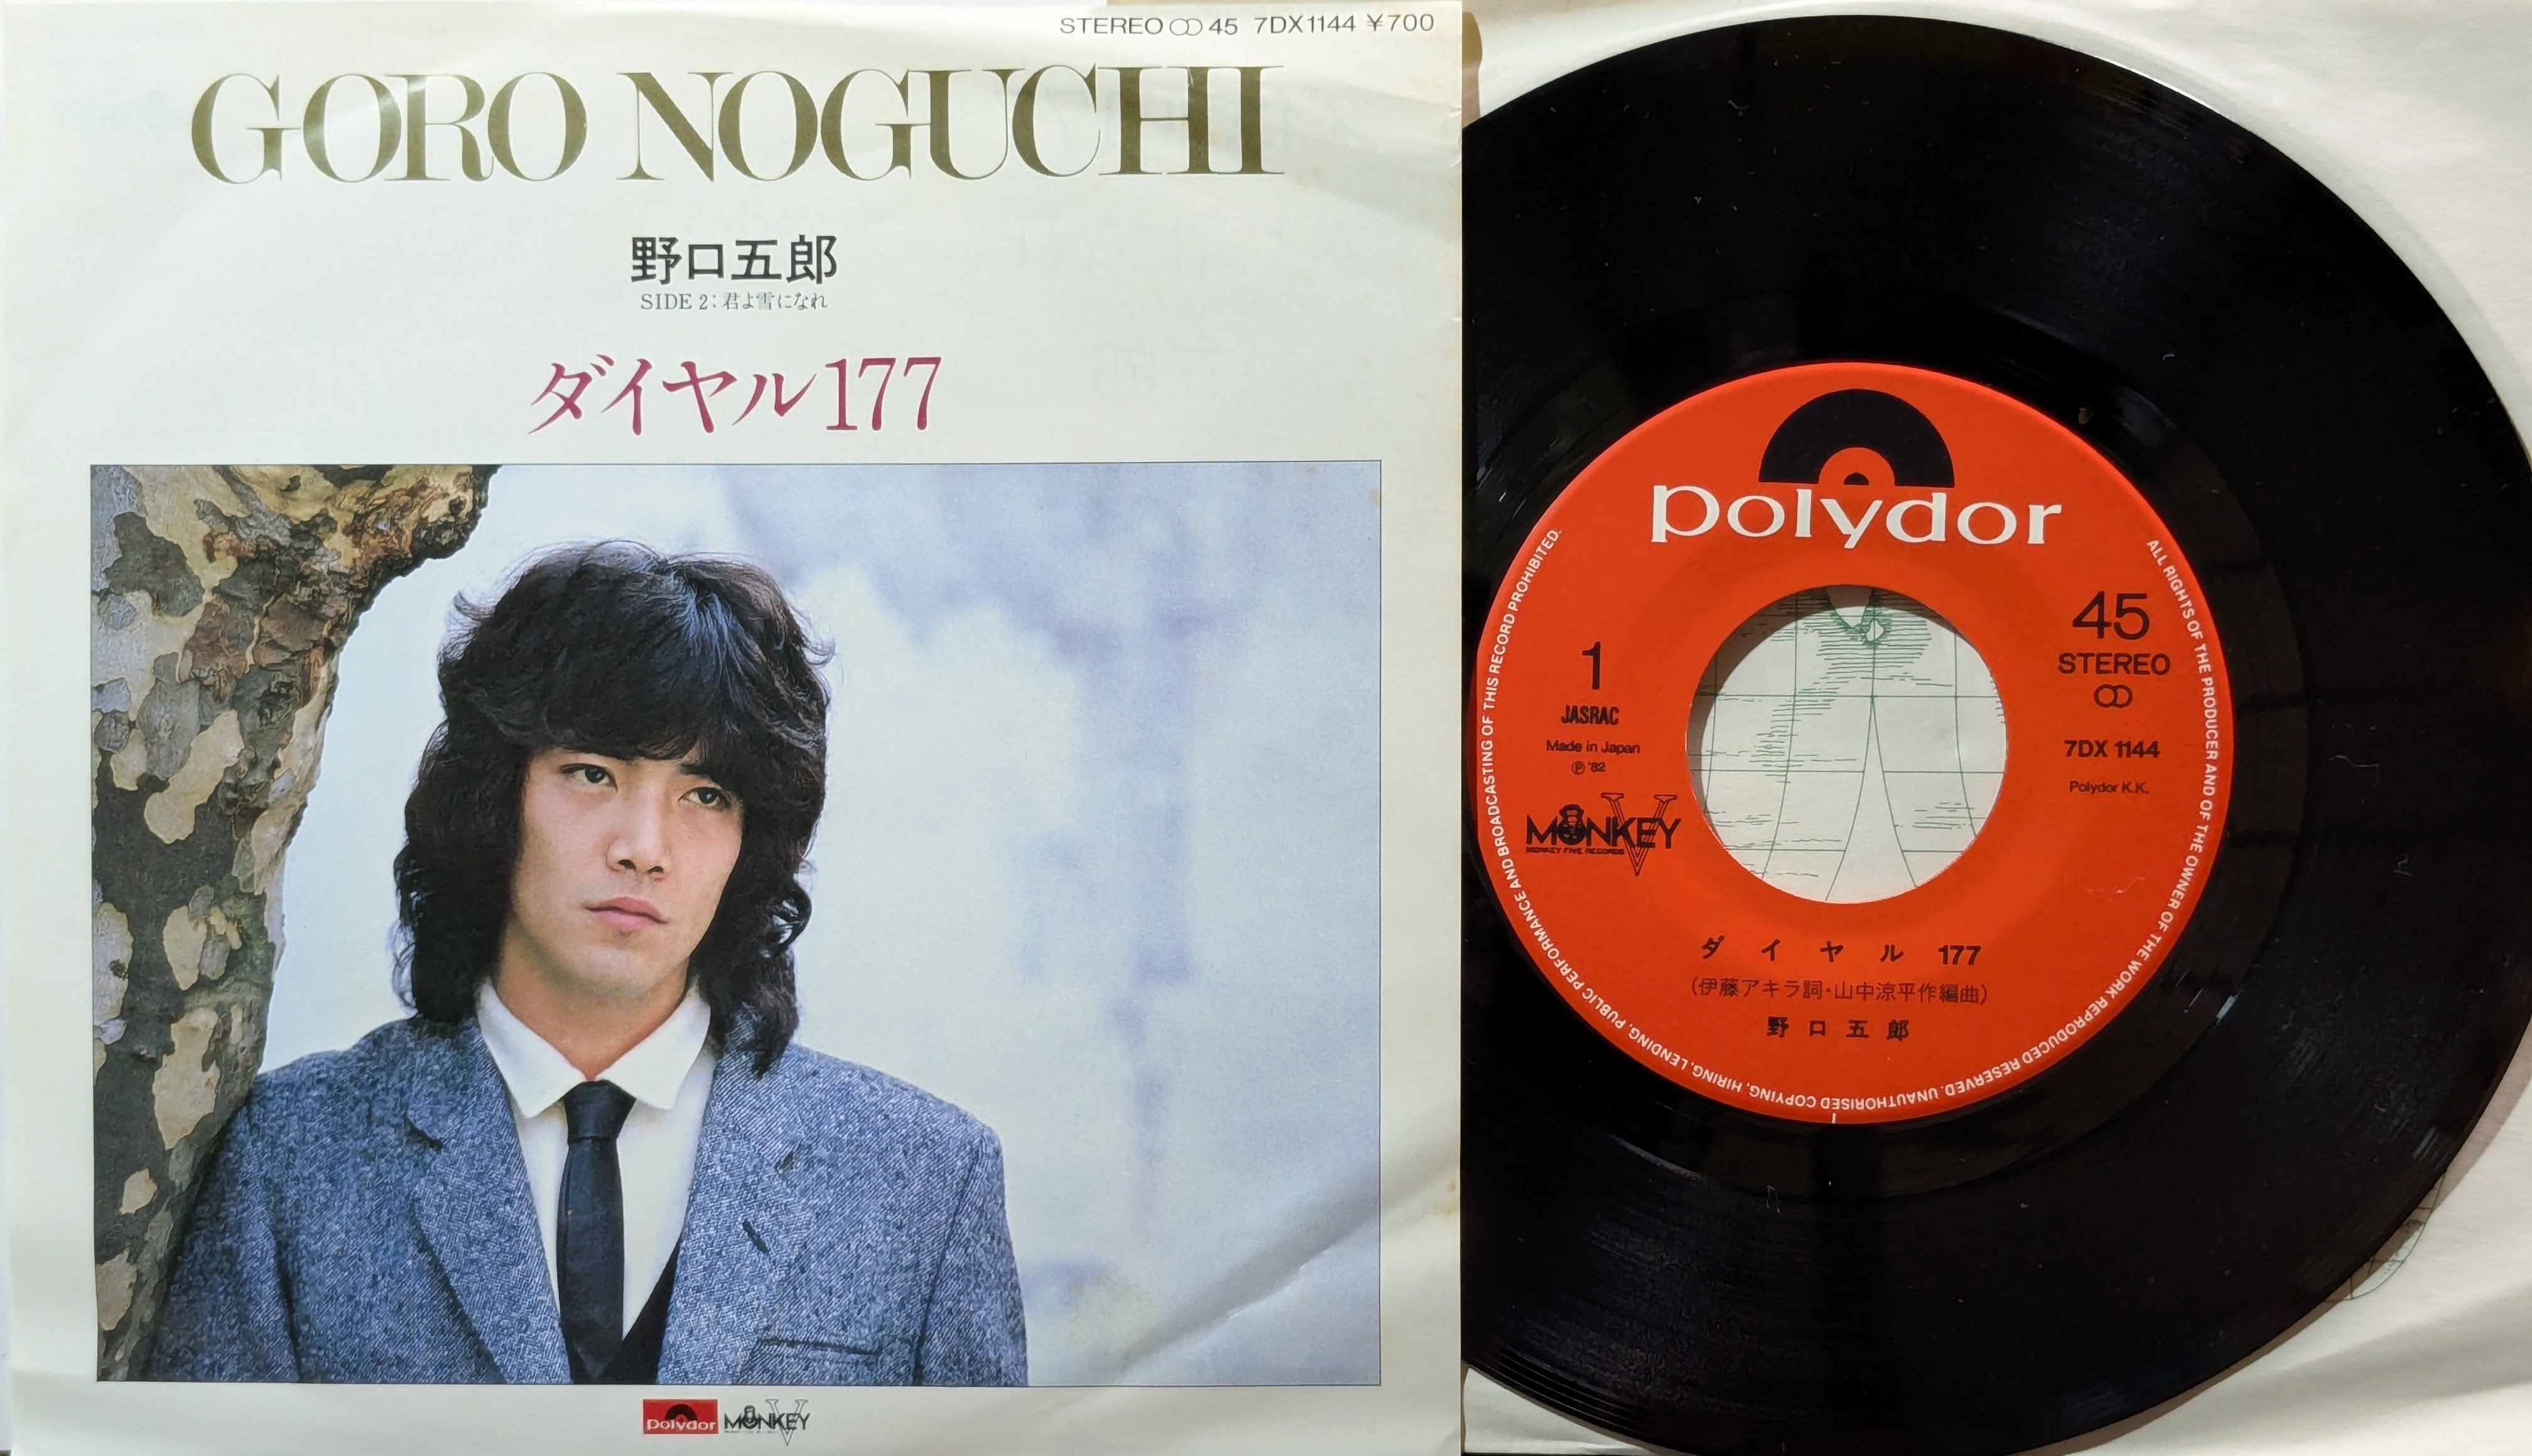 STEREO ⵔⵔ 45 7DX1144 ¥700
GORO NOGUCHI
野口五郎
SIDE 2：君よ雪になれ
ダイヤル177
polydor
MONKEY V
polydor
45
STEREO
7DX 1144
Polydor K.K.
1
JASRAC
Made in Japan
Ⓟ '82
MONKEY V
MONKEY FIVE RECORDS
ダイヤル 177
(伊藤アキラ詞・山中涼平作編曲)
野口五郎
ALL RIGHTS OF THE PRODUCER AND OF THE OWNER OF THE WORK REPRODUCED RESERVED. UNAUTHORISED COPYING, HIRING, LENDING, PUBLIC PERFORMANCE AND BROADCASTING OF THIS RECORD PROHIBITED.